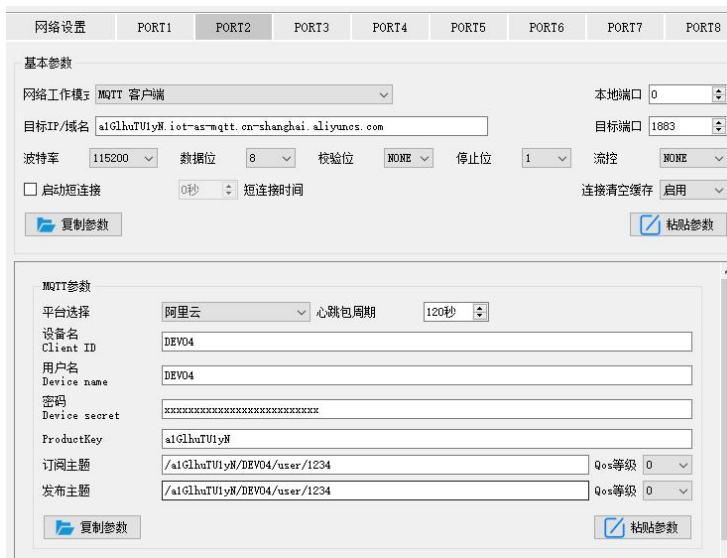 网络设置 PORT1 PORT2 PORT3 PORT4 PORT5 PORT6 PORT7 PORT8
基本参数
网络工作模式 MQTT 客户端 本地端口 0
目标IP/域名 a1GlhuTU1yN.iot-as-mqtt.cn-shanghai.aliyuncs.com 目标端口 1883
波特率 115200 数据位 8 校验位 NONE 停止位 1 流控 NONE
启动短连接 0秒 短连接时间 连接清空缓存 启用
复制参数 粘贴参数
MQTT参数
平台选择 阿里云 心跳包周期 120秒
设备名
Client ID DEV04
用户名
Device name DEV04
密码
Device secret xxxxxxxxxxxxxxxxxxxxxxxxxx
ProductKey a1GlhuTU1yN
订阅主题 /a1GlhuTU1yN/DEV04/user/1234 Qos等级 0
发布主题 /a1GlhuTU1yN/DEV04/user/1234 Qos等级 0
复制参数 粘贴参数